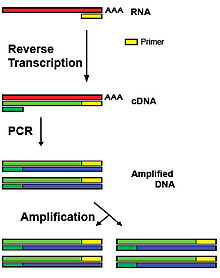 AAA RNA
Reverse
Transcription
Primer
AAA
cDNA
PCR
Amplified
DNA
Amplification